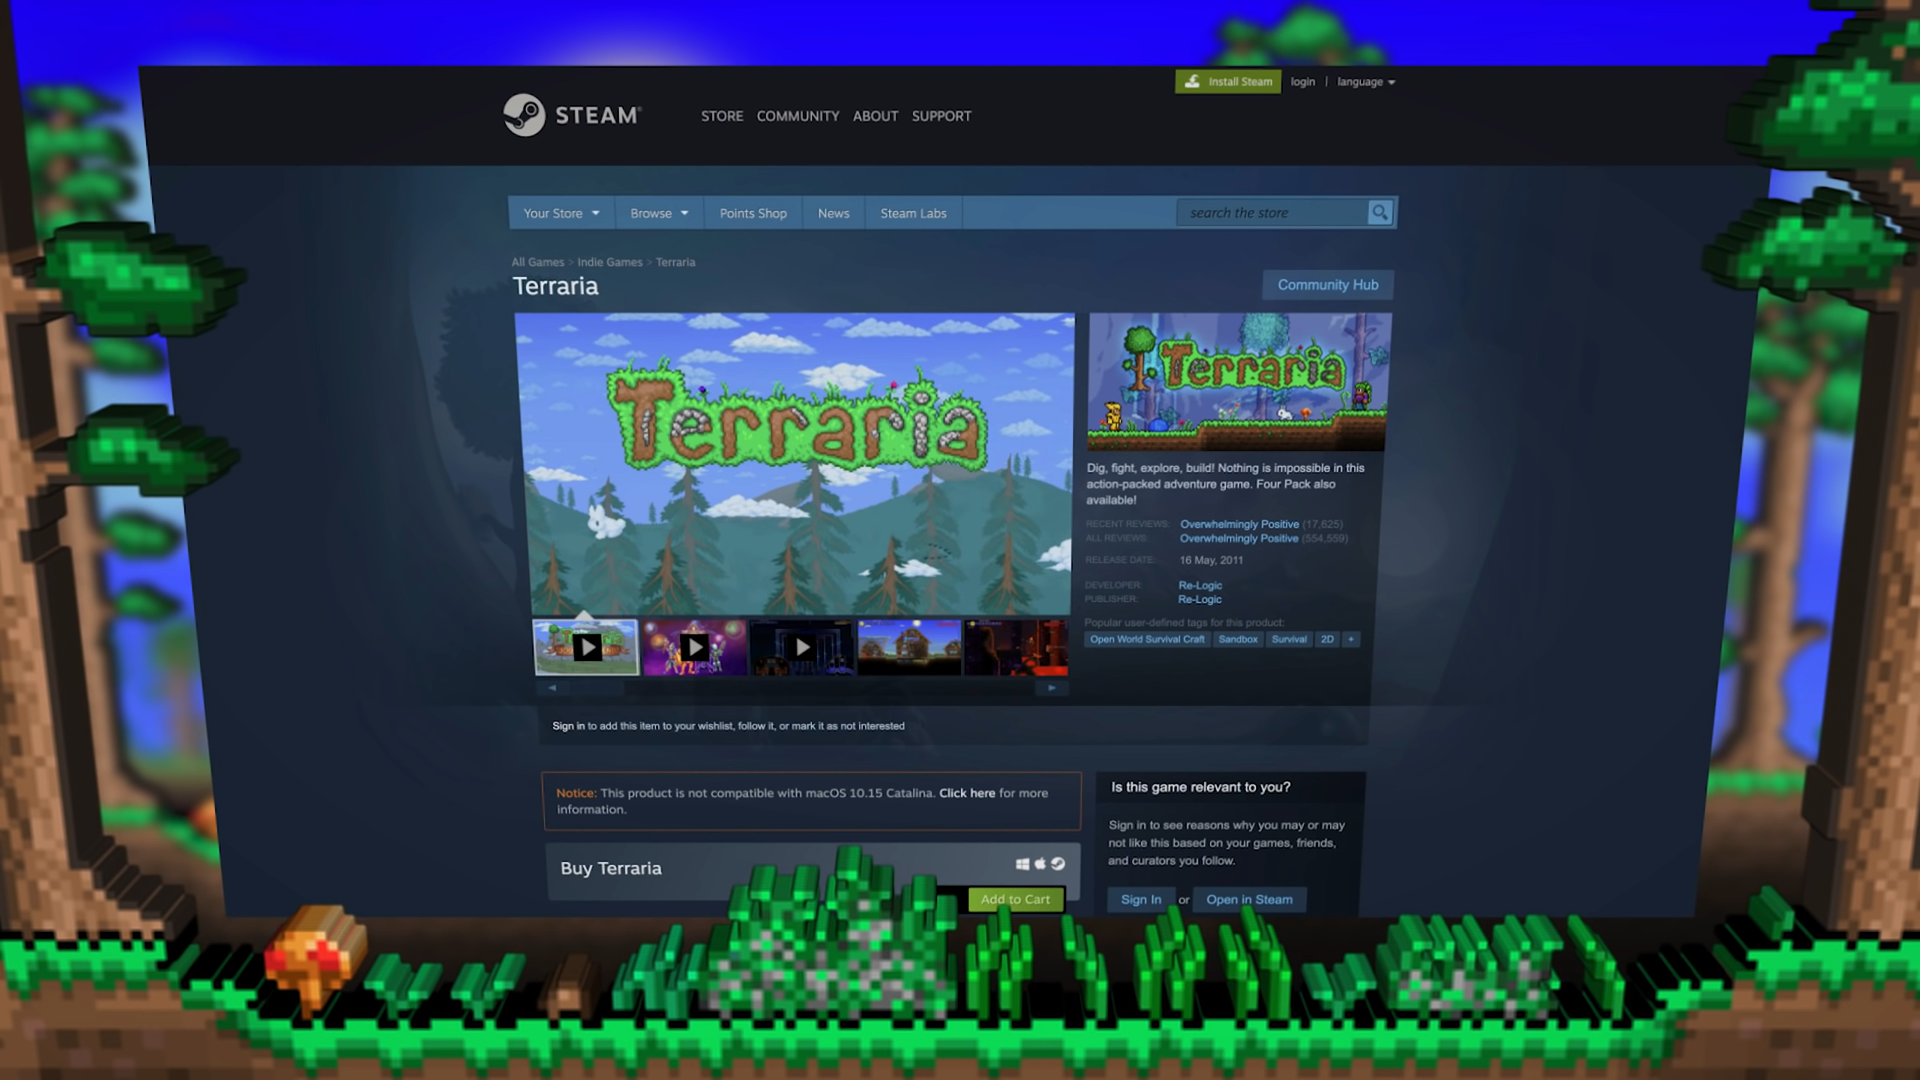 Install Steam login | language
STEAM® STORE COMMUNITY ABOUT SUPPORT
Your Store Browse Points Shop News Steam Labs search the store
All Games > Indie Games > Terraria
Terraria
Community Hub
Terraria
Terraria
Dig, fight, explore, build! Nothing is impossible in this
action-packed adventure game. Four Pack also
available!
RECENT REVIEWS: Overwhelmingly Positive (17,625)
ALL REVIEWS: Overwhelmingly Positive (554,559)
RELEASE DATE: 16 May, 2011
DEVELOPER: Re-Logic
PUBLISHER: Re-Logic
Popular user-defined tags for this product:
Open World Survival Craft Sandbox Survival 2D +
Sign in to add this item to your wishlist, follow it, or mark it as not interested
Notice: This product is not compatible with macOS 10.15 Catalina. Click here for more
information.
Buy Terraria
Add to Cart
Is this game relevant to you?
Sign in to see reasons why you may or may
not like this based on your games, friends,
and curators you follow.
Sign In or Open in Steam